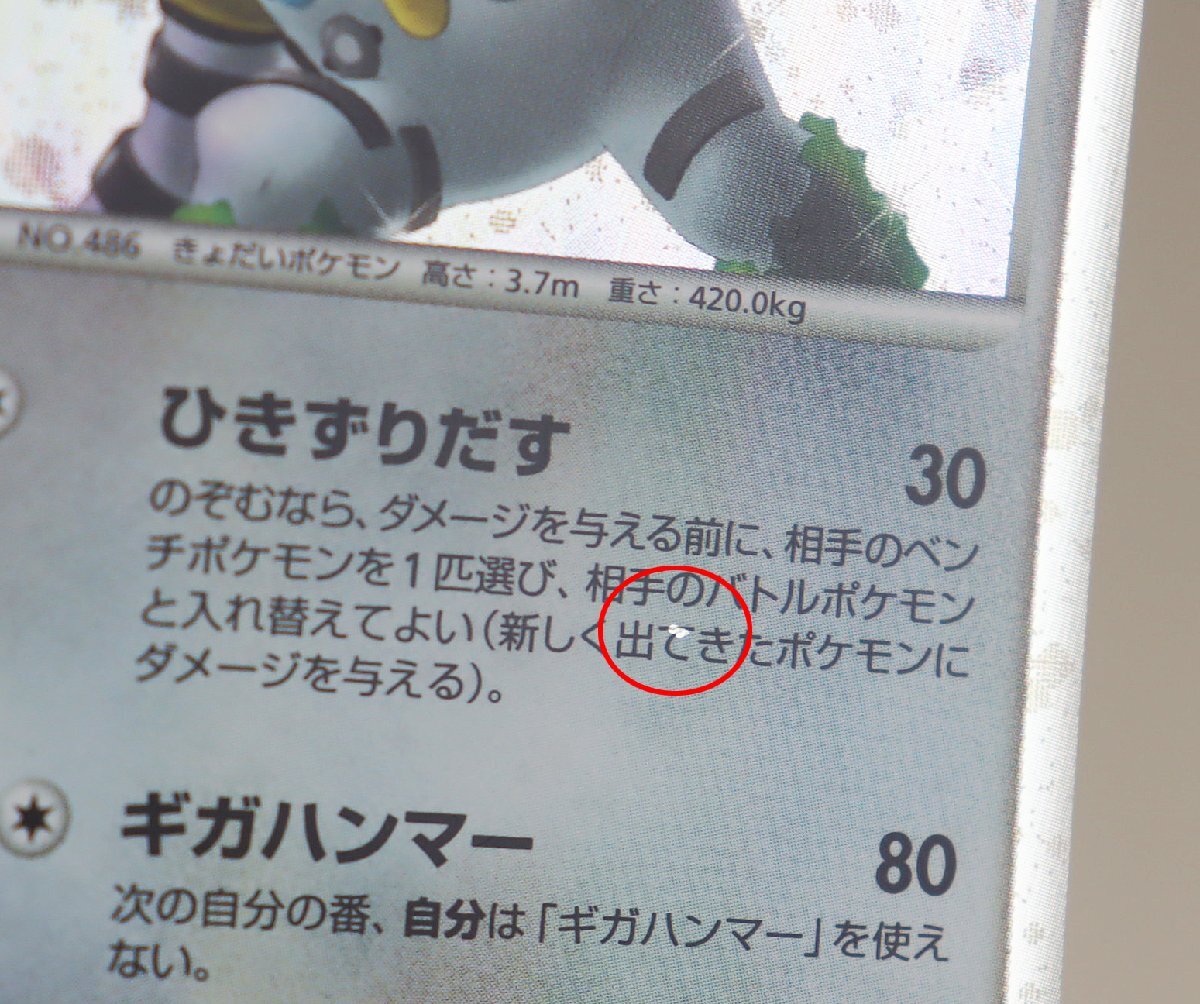 NO.486 きょだいポケモン 高さ:3.7m 重さ:420.0kg
ひきずりだす 30
のぞむなら、ダメージを与える前に、相手のベン
チポケモンを1匹選び、相手のバトルポケモン
と入れ替えてよい(新しく出てきたポケモンに
ダメージを与える)。
ギガハンマー 80
次の自分の番、自分は「ギガハンマー」を使え
ない。